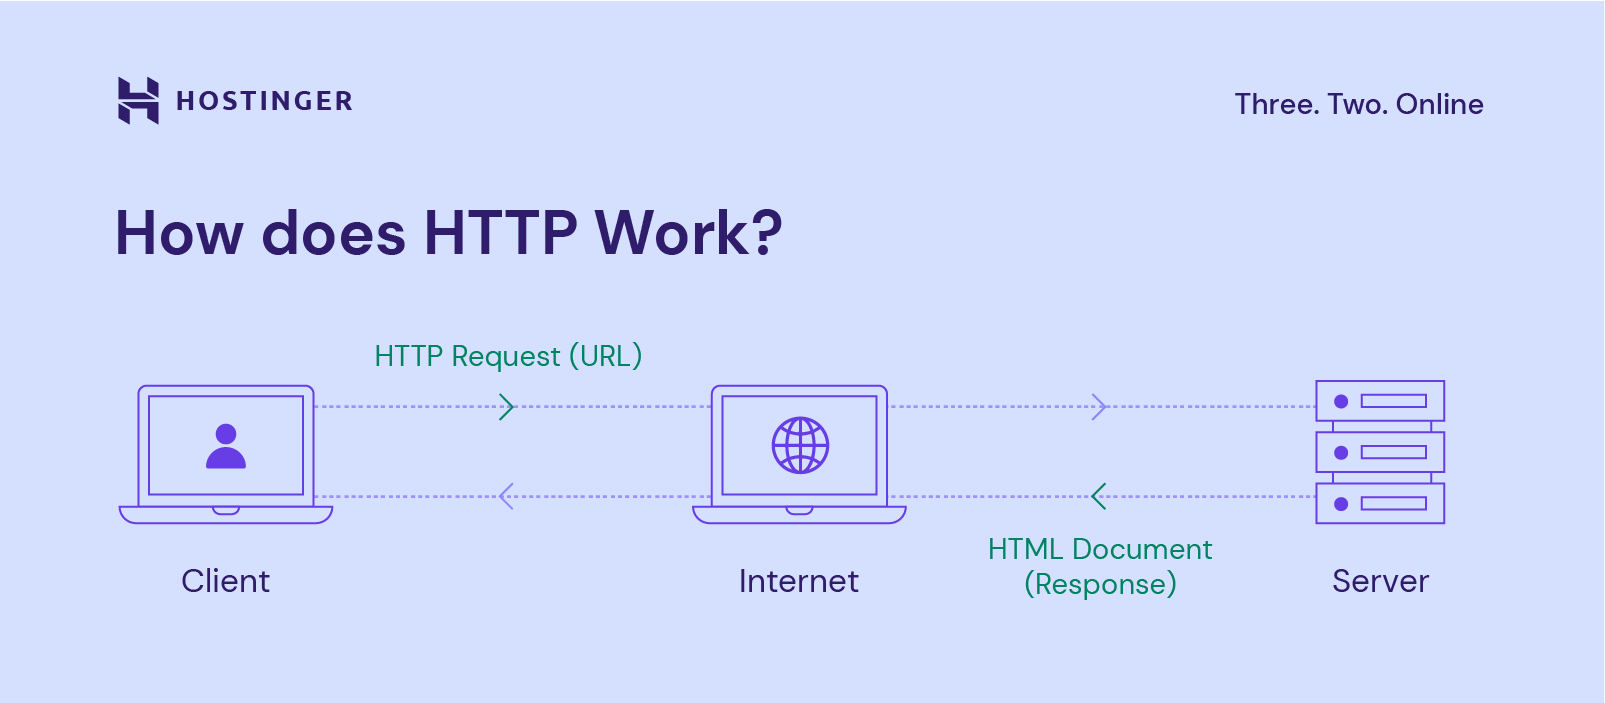 HOSTINGER
Three. Two. Online
How does HTTP Work?
HTTP Request (URL)
HTML Document
(Response)
Client
Internet
Server